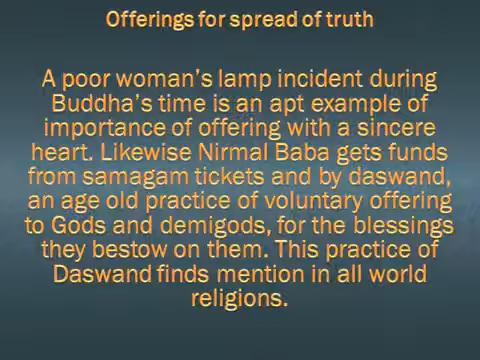 Offerings for spread of truth
A poor woman's lamp incident during
Buddha's time is an apt example of
importance of offering with a sincere
heart. Likewise Nirmal Baba gets funds
from samagam tickets and by daswand,
an age old practice of voluntary offering
to Gods and demigods, for the blessings
they bestow on them. This practice of
Daswand finds mention in all world
religions.